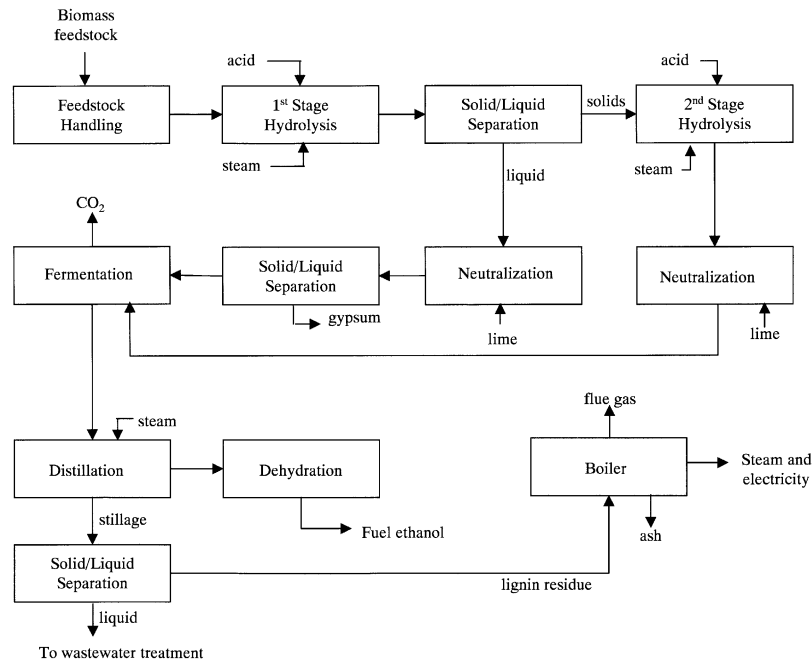 Biomass
feedstock
acid
acid
Feedstock
Handling
1st Stage
Hydrolysis
Solid/Liquid
Separation
solids
2nd Stage
Hydrolysis
steam
liquid
steam
CO2
Fermentation
Solid/Liquid
Separation
Neutralization
Neutralization
gypsum
lime
lime
flue gas
steam
Distillation
Dehydration
Boiler
Steam and
electricity
stillage
Fuel ethanol
ash
Solid/Liquid
Separation
lignin residue
liquid
To wastewater treatment